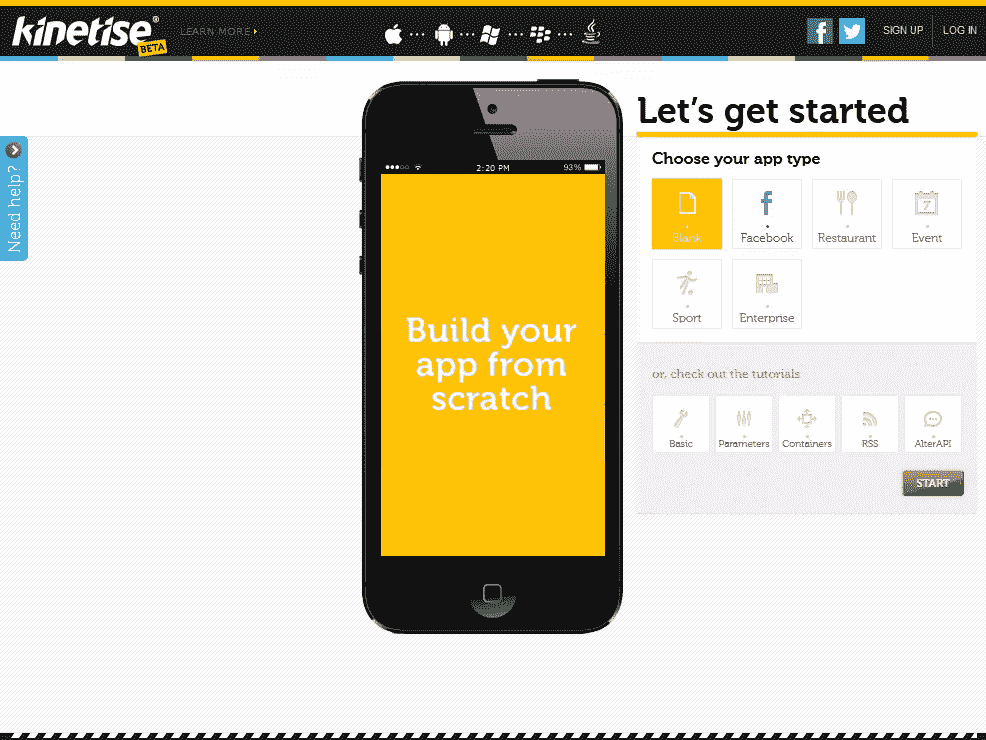 kinetise®
BETA
LEARN MORE
SIGN UP
LOG IN
Need help?
2:20 PM
93%
Build your
app from
scratch
Let's get started
Choose your app type
Blank
Facebook
Restaurant
7
Event
Sport
Enterprise
or, check out the tutorials
Basic
Parameters
Containers
RSS
AlterAPI
START